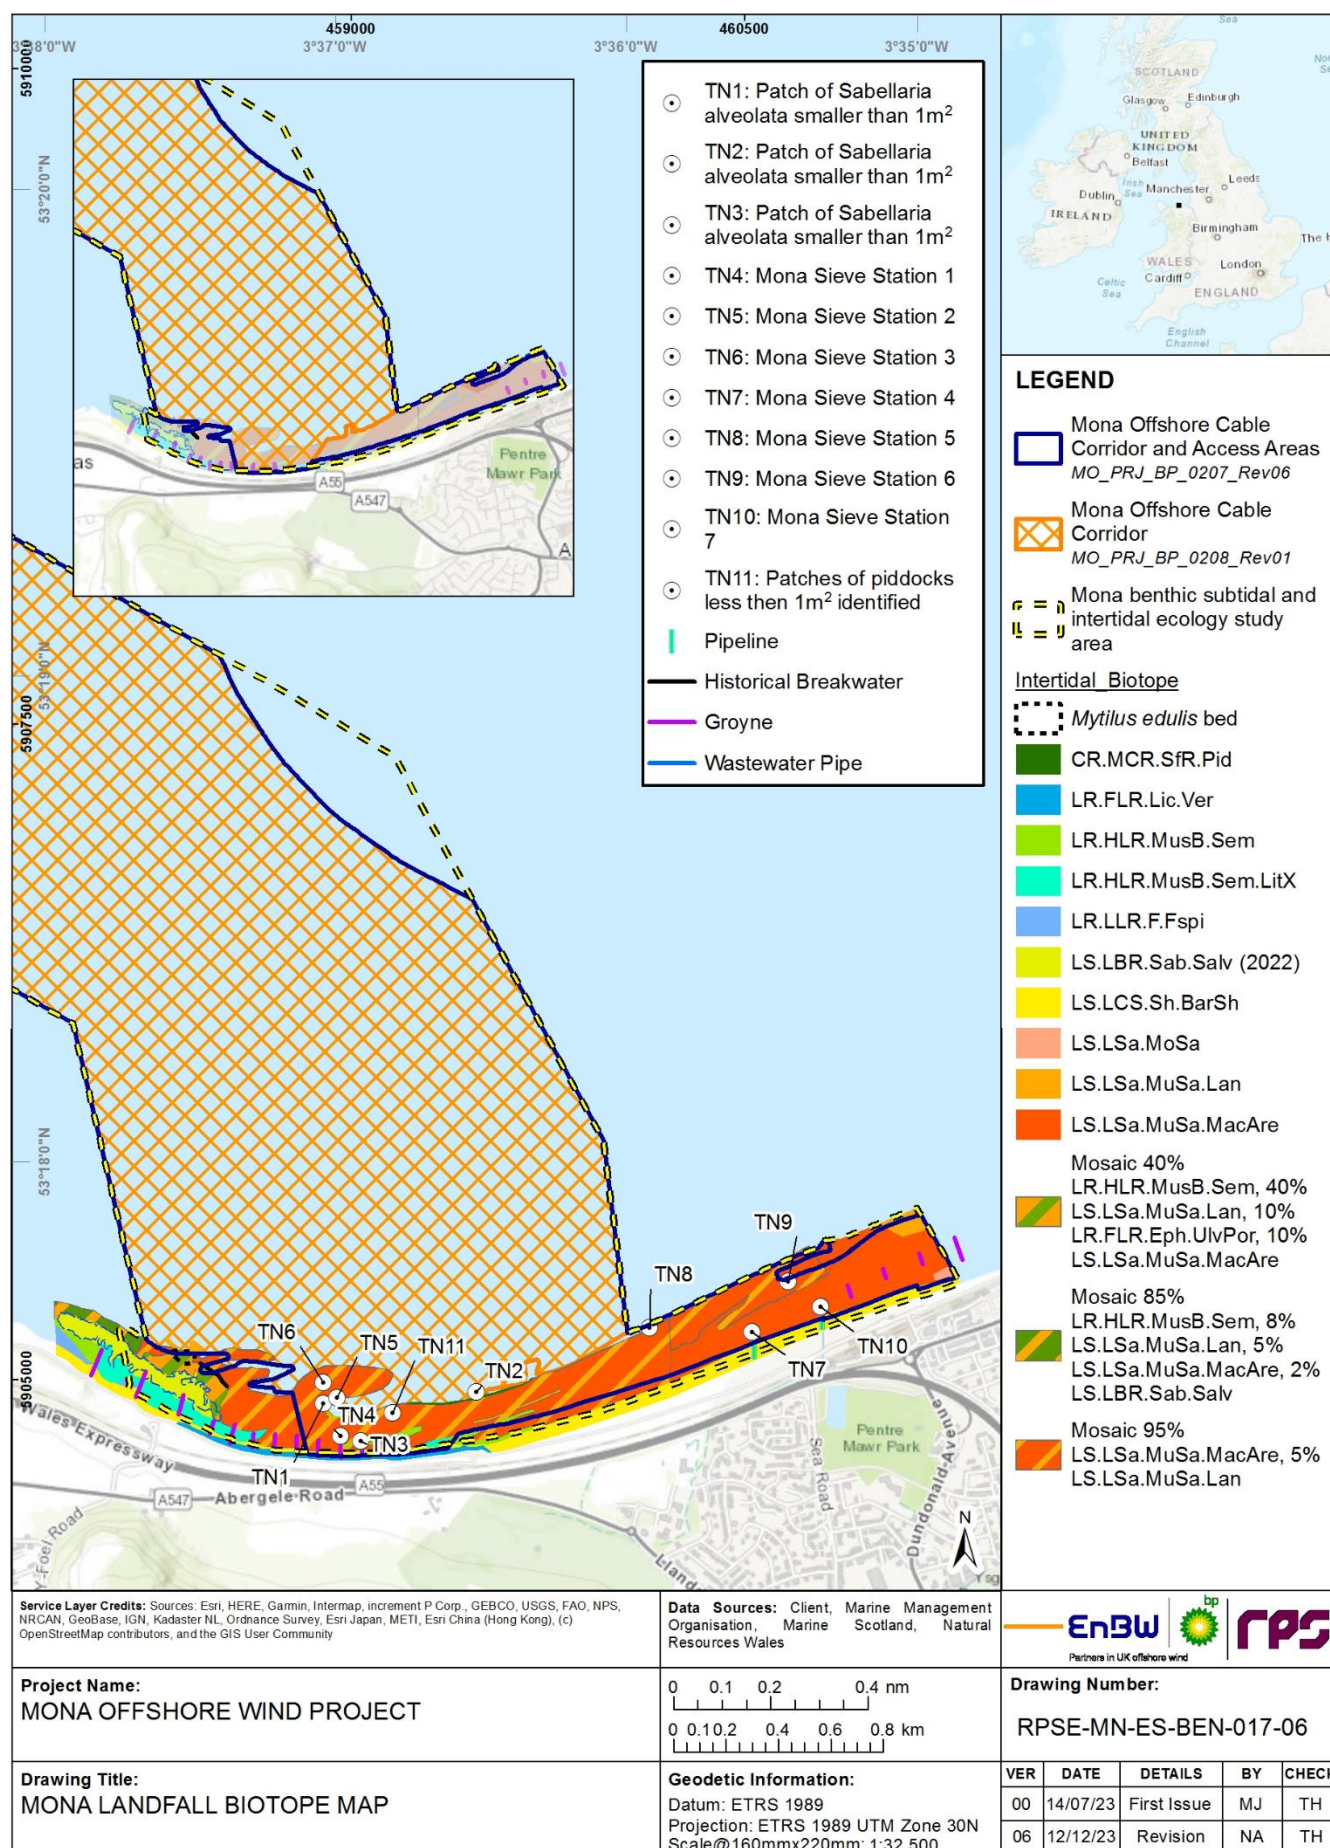 459000
460500
3°37'0"W
3°36'0"W
3°35'0"W
5910000
53°20'0"N
53°19'0"N
5907500
53°18'0"N
5905000
as
Pentre
Mawr Park
A55
A547
A
TN1: Patch of Sabellaria
alveolata smaller than 1m²
TN2: Patch of Sabellaria
alveolata smaller than 1m²
TN3: Patch of Sabellaria
alveolata smaller than 1m²
TN4: Mona Sieve Station 1
TN5: Mona Sieve Station 2
TN6: Mona Sieve Station 3
TN7: Mona Sieve Station 4
TN8: Mona Sieve Station 5
TN9: Mona Sieve Station 6
TN10: Mona Sieve Station
7
TN11: Patches of piddocks
less then 1m² identified
Pipeline
Historical Breakwater
Groyne
Wastewater Pipe
Sea
SCOTLAND
Glasgow
Edinburgh
UNITED
KINGDOM
Belfast
Irish
Sea
Dublin
Manchester
Leeds
IRELAND
Birmingham
The H
WALES
Cardiff
London
Celtic
Sea
ENGLAND
English
Channel
LEGEND
Mona Offshore Cable
Corridor and Access Areas
MO_PRJ_BP_0207_Rev06
Mona Offshore Cable
Corridor
MO_PRJ_BP_0208_Rev01
Mona benthic subtidal and
intertidal ecology study
area
Intertidal_Biotope
Mytilus edulis bed
CR.MCR.SfR.Pid
LR.FLR.Lic.Ver
LR.HLR.MusB.Sem
LR.HLR.MusB.Sem.LitX
LR.LLR.F.Fspi
LS.LBR.Sab.Salv (2022)
LS.LCS.Sh.BarSh
LS.LSa.MoSa
LS.LSa.MuSa.Lan
LS.LSa.MuSa.MacAre
Mosaic 40%
LR.HLR.MusB.Sem, 40%
LS.LSa.MuSa.Lan, 10%
LR.FLR.Eph.UlvPor, 10%
LS.LSa.MuSa.MacAre
Mosaic 85%
LR.HLR.MusB.Sem, 8%
LS.LSa.MuSa.Lan, 5%
LS.LSa.MuSa.MacAre, 2%
LS.LBR.Sab.Salv
Mosaic 95%
LS.LSa.MuSa.MacAre, 5%
LS.LSa.MuSa.Lan
TN9
TN8
TN6
TN5
TN11
TN2
TN10
TN7
TN4
TN3
TN1
Wales Expressway
A547
Abergele Road
A55
Y-Foel Road
Pentre
Mawr Park
Sea Road
Dundonald Avenue
Lland
Ysg
N
Service Layer Credits: Sources: Esri, HERE, Garmin, Intermap, increment P Corp., GEBCO, USGS, FAO, NPS,
NRCAN, GeoBase, IGN, Kadaster NL, Ordnance Survey, Esri Japan, METI, Esri China (Hong Kong), (c)
OpenStreetMap contributors, and the GIS User Community
Data Sources: Client, Marine Management
Organisation, Marine Scotland, Natural
Resources Wales
EnBW
bp
rps
Partners in UK offshore wind
Project Name:
MONA OFFSHORE WIND PROJECT
0 0.1 0.2 0.4 nm
0 0.10.2 0.4 0.6 0.8 km
Drawing Number:
RPSE-MN-ES-BEN-017-06
Drawing Title:
MONA LANDFALL BIOTOPE MAP
Geodetic Information:
Datum: ETRS 1989
Projection: ETRS 1989 UTM Zone 30N
Scale@160mmx220mm: 1:32,500
VER DATE DETAILS BY CHECK
00 14/07/23 First Issue MJ TH
06 12/12/23 Revision NA TH